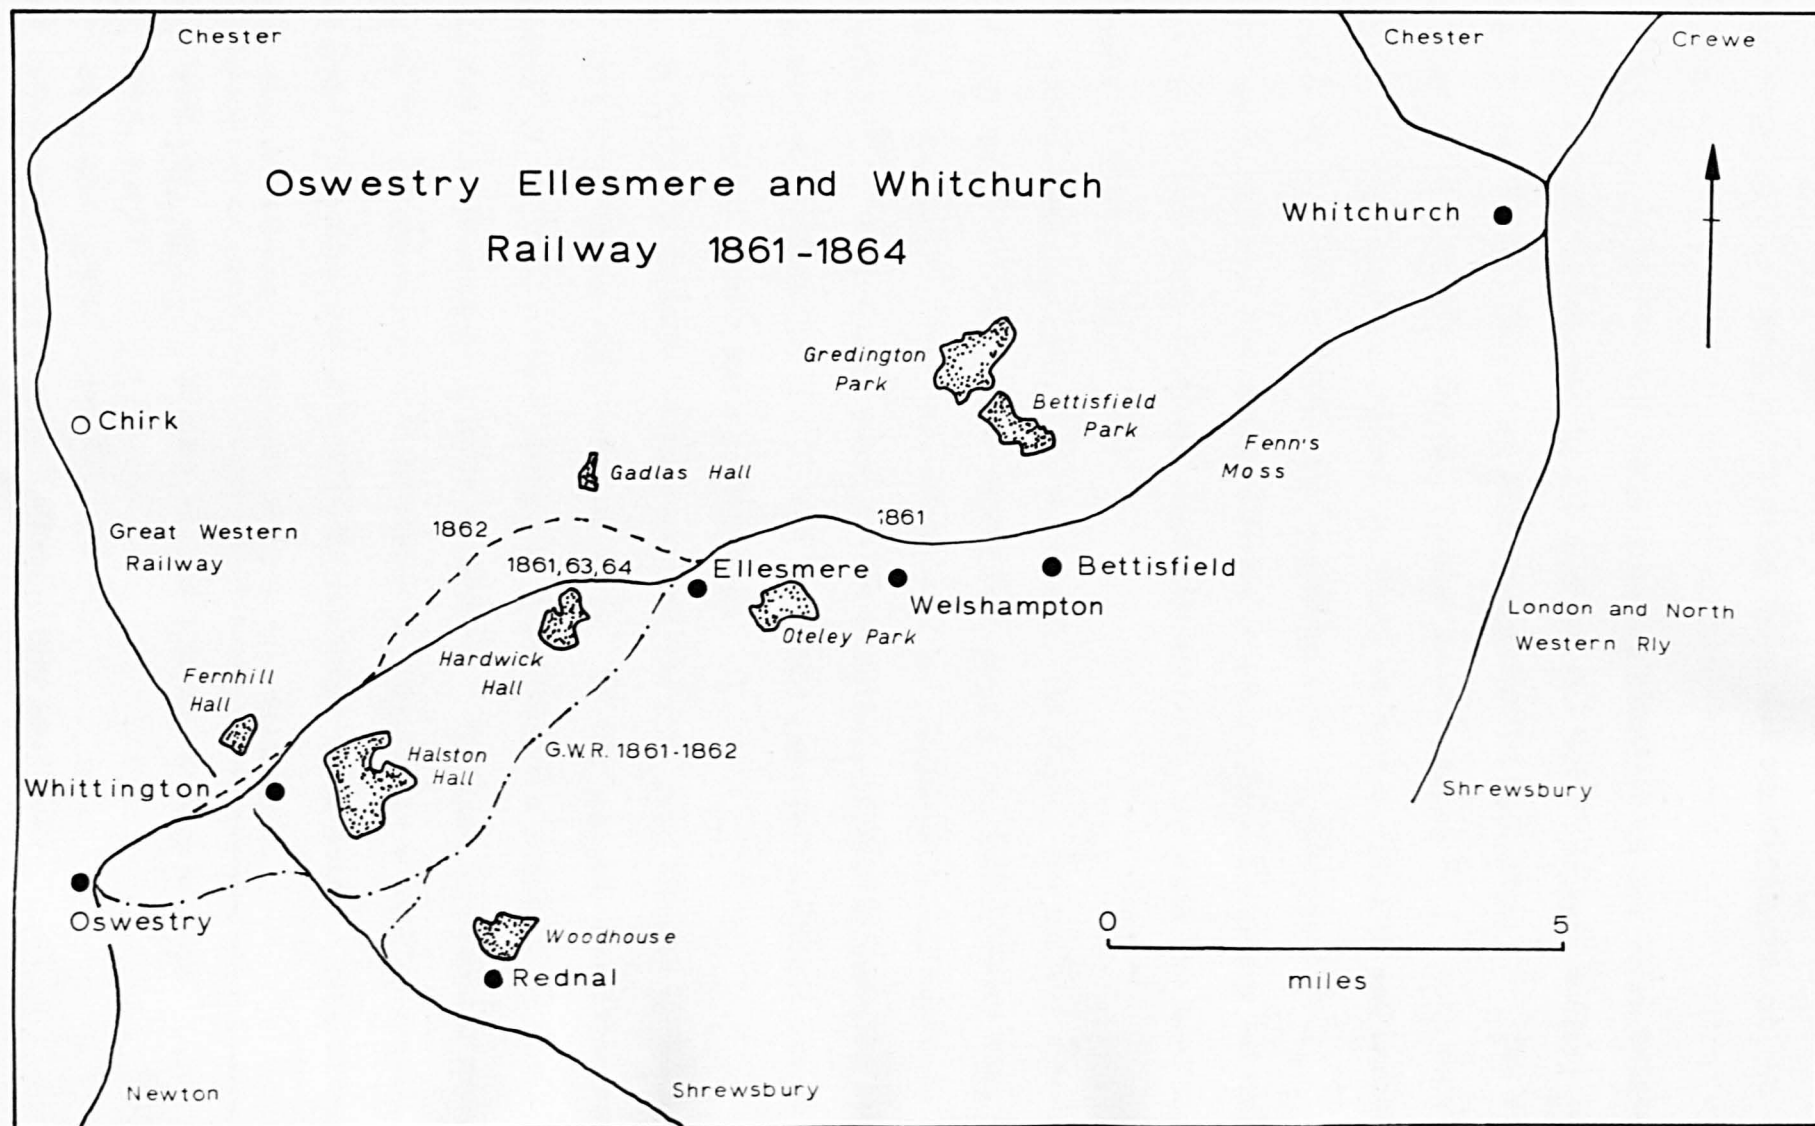 Chester
Chester
Crewe
Oswestry Ellesmere and Whitchurch
Railway 1861-1864
Whitchurch
Gredington
Park
Bettisfield
Park
Chirk
Fenn's
Moss
Gadlas Hall
Great Western
Railway
1862
1861
1861,63,64
Ellesmere
Bettisfield
Welshampton
Oteley Park
London and North
Western Rly
Hardwick
Hall
Fernhill
Hall
Halston
Hall
G.W.R. 1861-1862
Whittington
Shrewsbury
Oswestry
Woodhouse
Rednal
0 5
miles
Newton
Shrewsbury